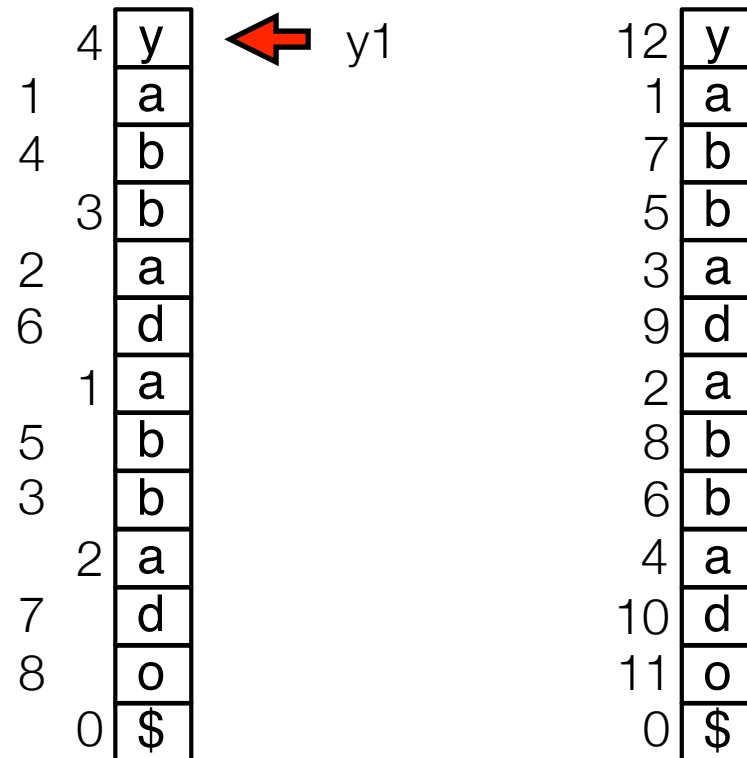 4 y y1 12 y
1 a 1 a
4 b 7 b
3 b 5 b
2 a 3 a
6 d 9 d
1 a 2 a
5 b 8 b
3 b 6 b
2 a 4 a
7 d 10 d
8 o 11 o
0 $ 0 $